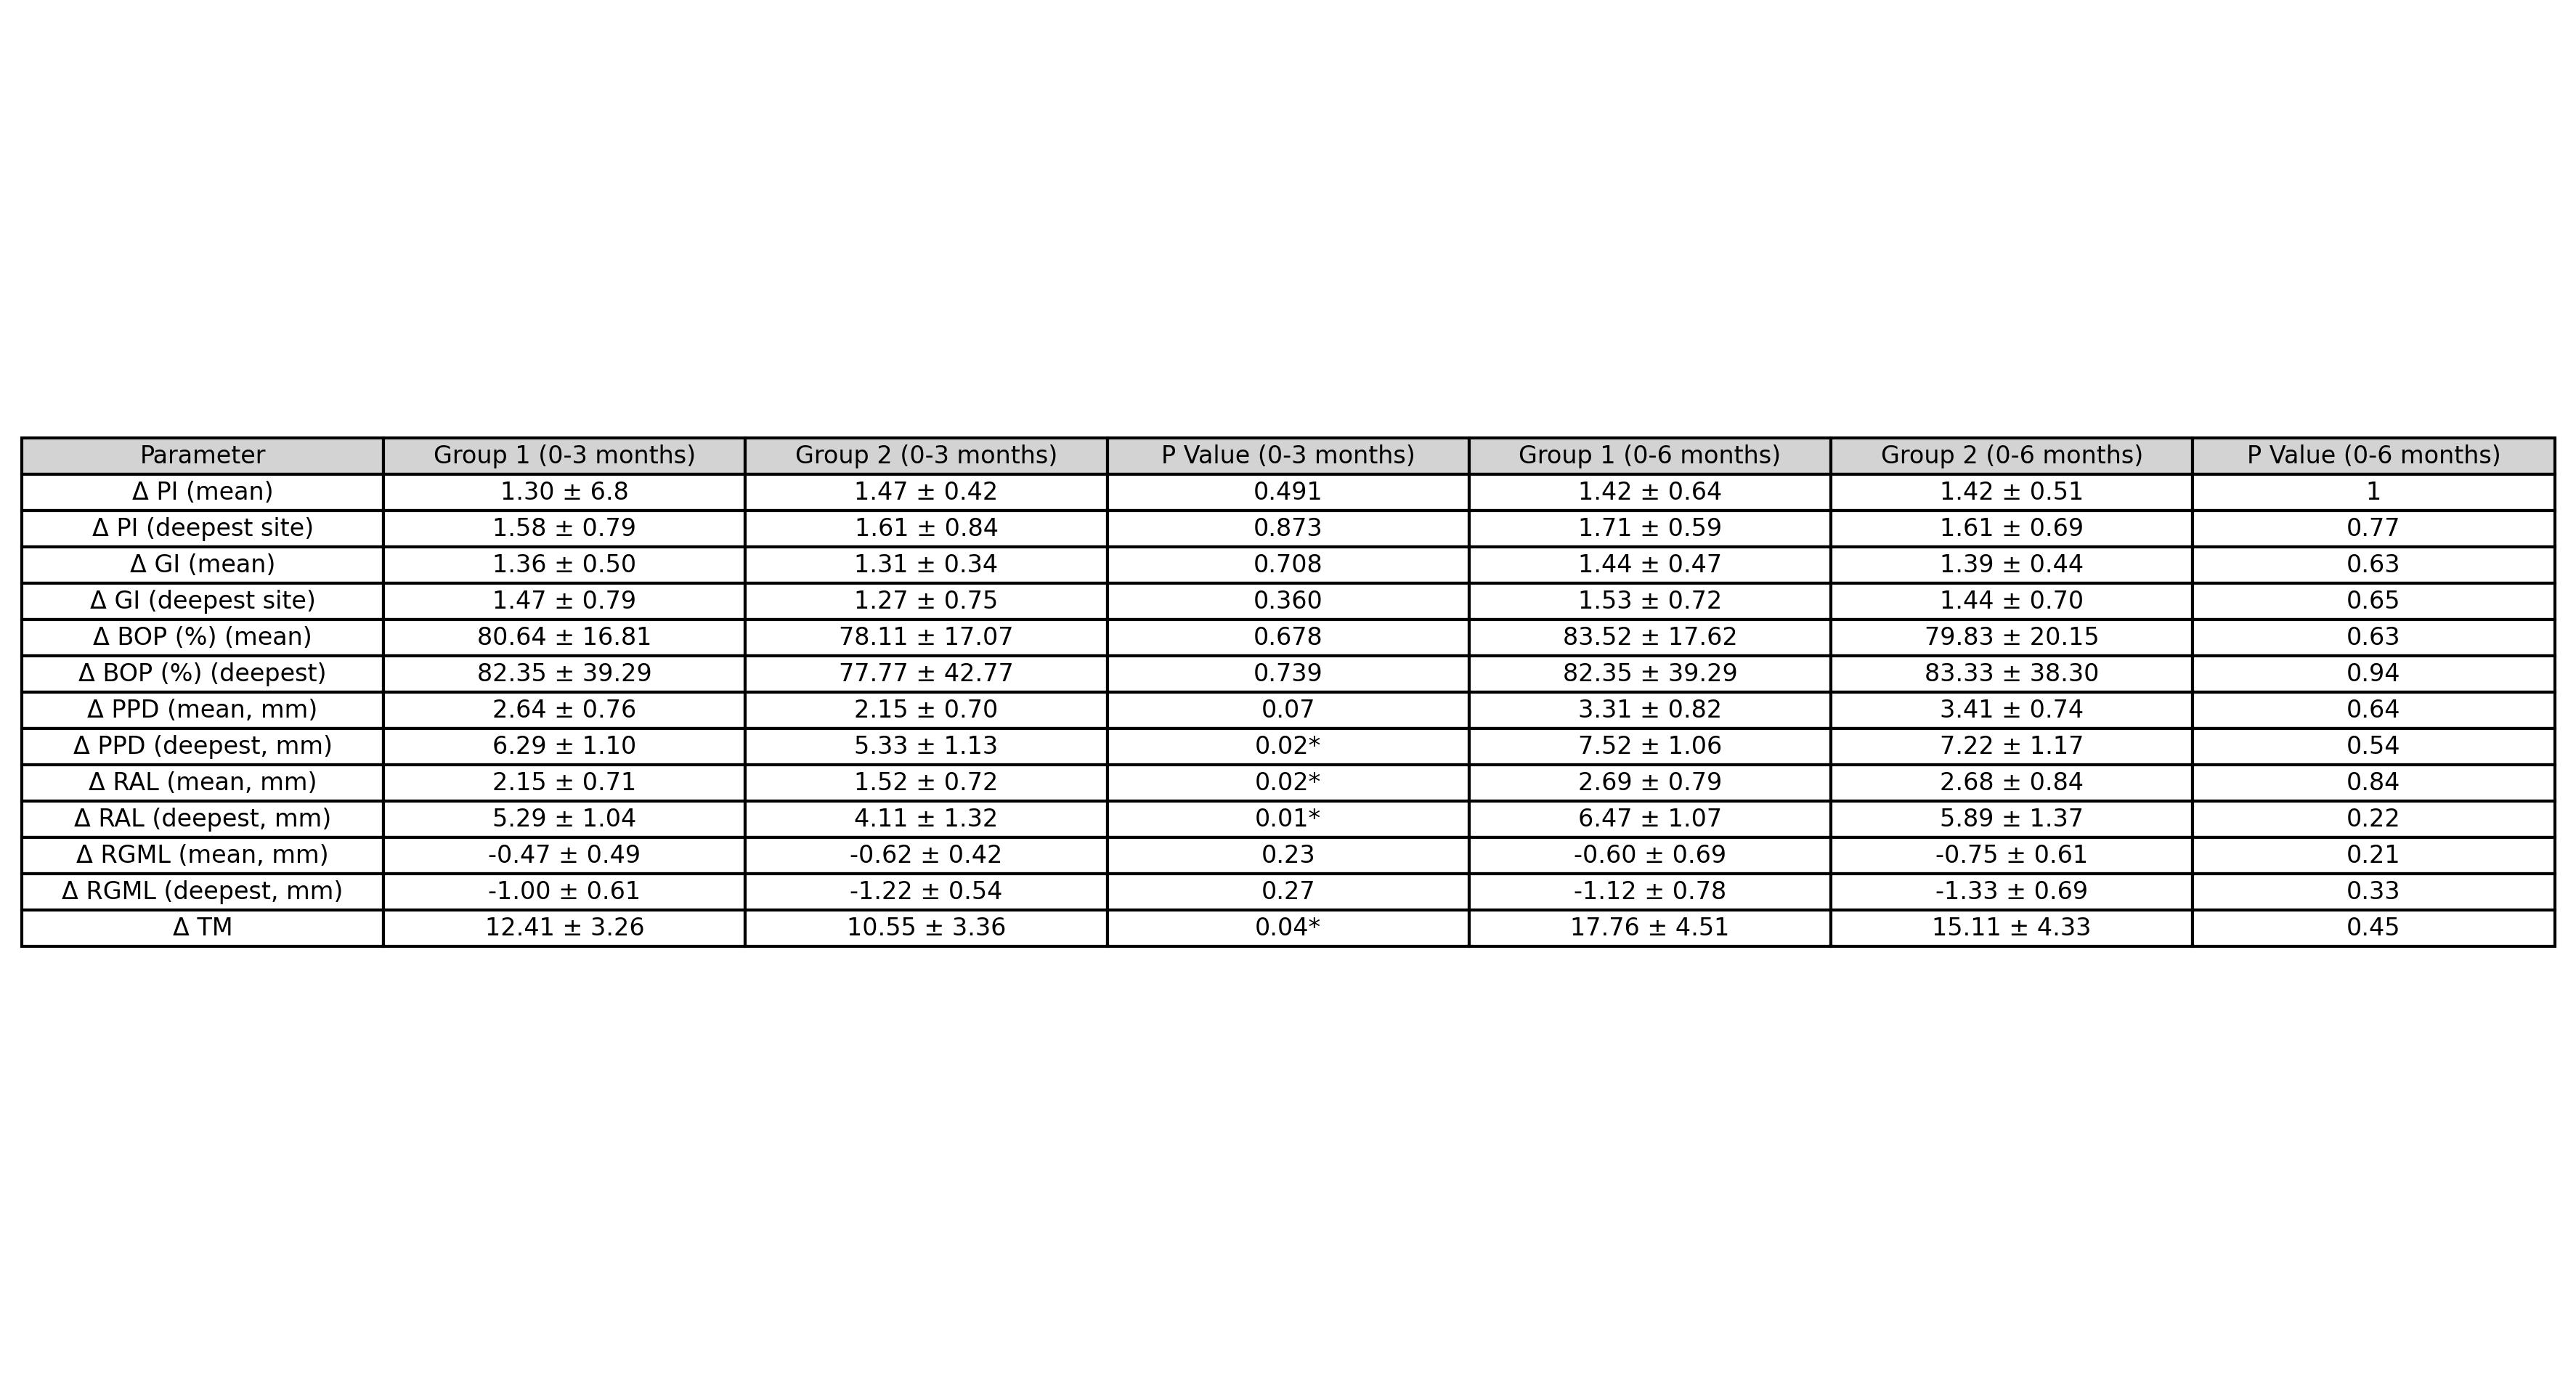 Parameter Group 1 (0-3 months) Group 2 (0-3 months) P Value (0-3 months) Group 1 (0-6 months) Group 2 (0-6 months) P Value (0-6 months)
Δ PI (mean) 1.30 ± 6.8 1.47 ± 0.42 0.491 1.42 ± 0.64 1.42 ± 0.51 1
Δ PI (deepest site) 1.58 ± 0.79 1.61 ± 0.84 0.873 1.71 ± 0.59 1.61 ± 0.69 0.77
Δ GI (mean) 1.36 ± 0.50 1.31 ± 0.34 0.708 1.44 ± 0.47 1.39 ± 0.44 0.63
Δ GI (deepest site) 1.47 ± 0.79 1.27 ± 0.75 0.360 1.53 ± 0.72 1.44 ± 0.70 0.65
Δ BOP (%) (mean) 80.64 ± 16.81 78.11 ± 17.07 0.678 83.52 ± 17.62 79.83 ± 20.15 0.63
Δ BOP (%) (deepest) 82.35 ± 39.29 77.77 ± 42.77 0.739 82.35 ± 39.29 83.33 ± 38.30 0.94
Δ PPD (mean, mm) 2.64 ± 0.76 2.15 ± 0.70 0.07 3.31 ± 0.82 3.41 ± 0.74 0.64
Δ PPD (deepest, mm) 6.29 ± 1.10 5.33 ± 1.13 0.02* 7.52 ± 1.06 7.22 ± 1.17 0.54
Δ RAL (mean, mm) 2.15 ± 0.71 1.52 ± 0.72 0.02* 2.69 ± 0.79 2.68 ± 0.84 0.84
Δ RAL (deepest, mm) 5.29 ± 1.04 4.11 ± 1.32 0.01* 6.47 ± 1.07 5.89 ± 1.37 0.22
Δ RGML (mean, mm) -0.47 ± 0.49 -0.62 ± 0.42 0.23 -0.60 ± 0.69 -0.75 ± 0.61 0.21
Δ RGML (deepest, mm) -1.00 ± 0.61 -1.22 ± 0.54 0.27 -1.12 ± 0.78 -1.33 ± 0.69 0.33
Δ TM 12.41 ± 3.26 10.55 ± 3.36 0.04* 17.76 ± 4.51 15.11 ± 4.33 0.45